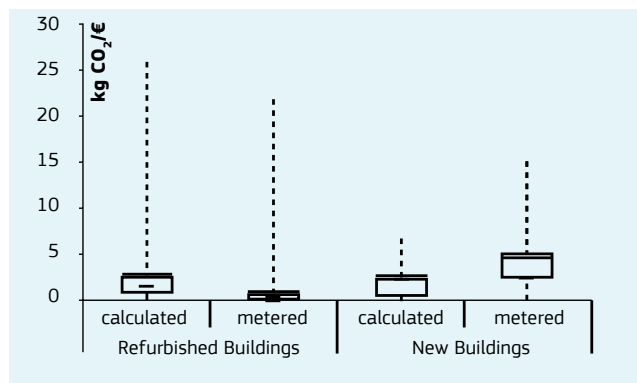 30
25
20
15
10
5
0
kg CO₂/€
calculated metered calculated metered
Refurbished Buildings New Buildings